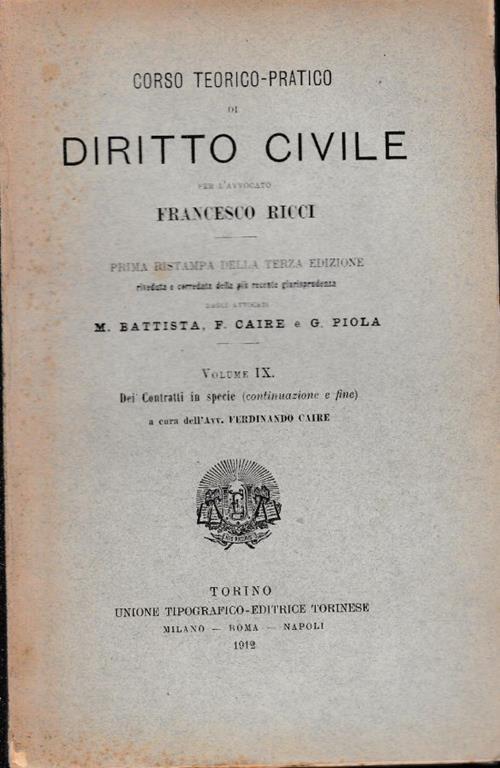 CORSO TEORICO-PRATICO
DI
DIRITTO CIVILE
PER L'AVVOCATO
FRANCESCO RICCI
PRIMA RISTAMPA DELLA TERZA EDIZIONE
riveduta e corredata della più recente giurisprudenza
DAGLI AVVOCATI
M. BATTISTA, F. CAIRE e G. PIOLA
VOLUME IX.
Dei Contratti in specie (continuazione e fine)
a cura dell'Avv. FERDINANDO CAIRE
TORINO
UNIONE TIPOGRAFICO-EDITRICE TORINESE
MILANO — ROMA — NAPOLI
1912